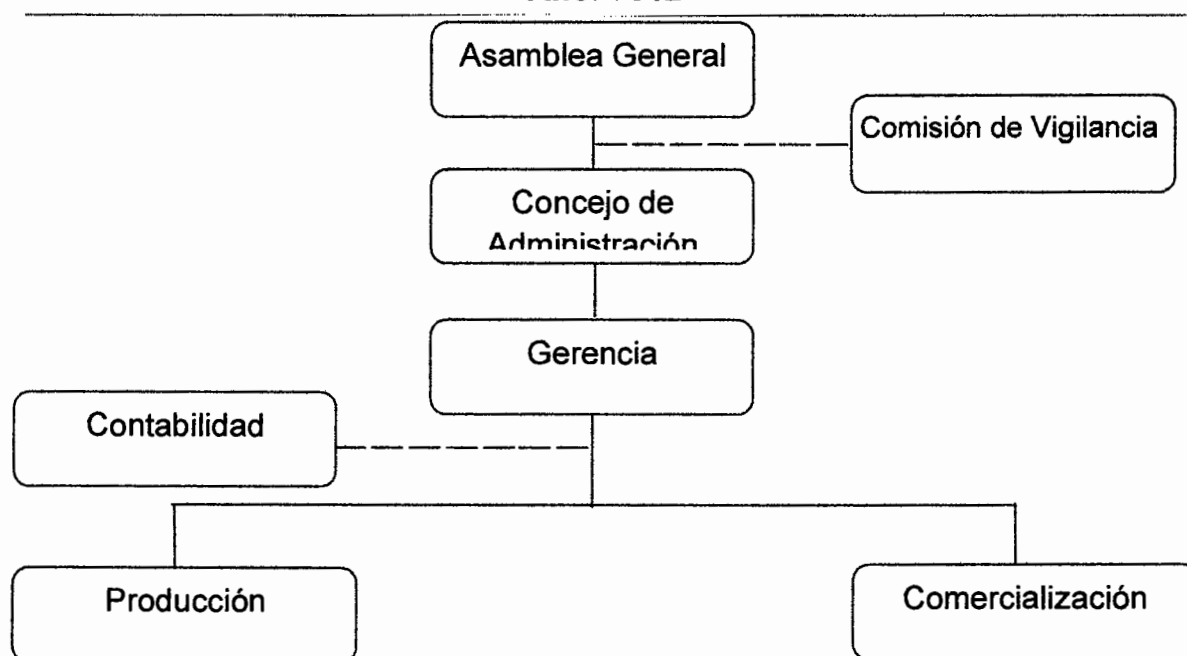 Asamblea General
Comisión de Vigilancia
Concejo de
Administración
Gerencia
Contabilidad
Producción
Comercialización